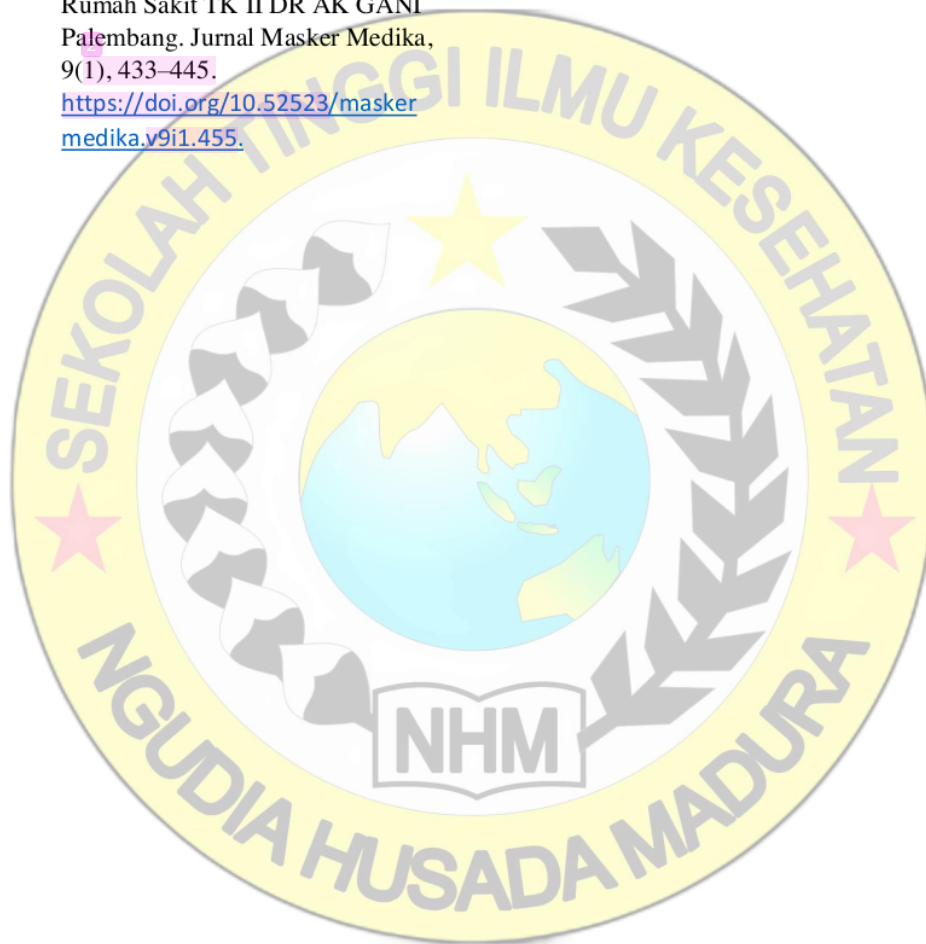 Rumah Sakit TK II DR AK GANI
Palembang. Jurnal Masker Medika,
2
9(1), 433–445.
https://doi.org/10.52523/masker
medika.v9i1.455.
SEKOLAH TINGGI ILMU KESEHATAN
NHM
NGUDIA HUSADA MADURA